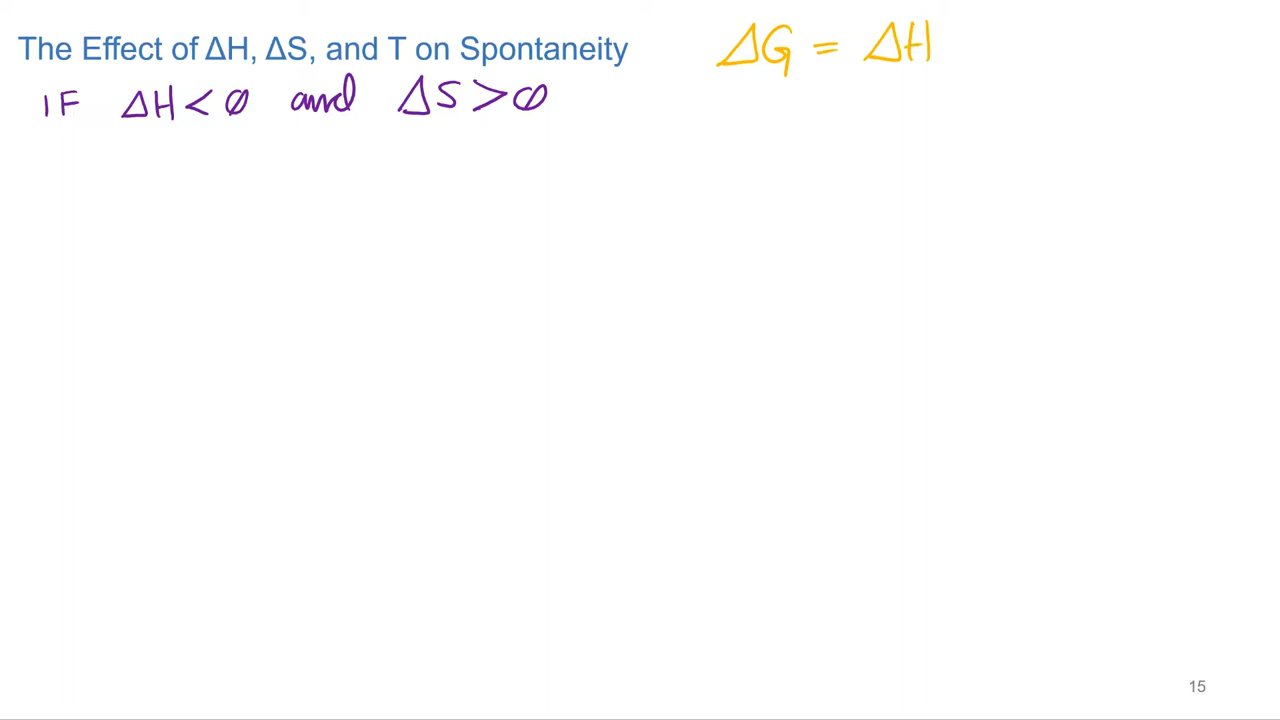 The Effect of ΔH, ΔS, and T on Spontaneity
ΔG = ΔH
IF ΔH < 0 and ΔS > 0
15